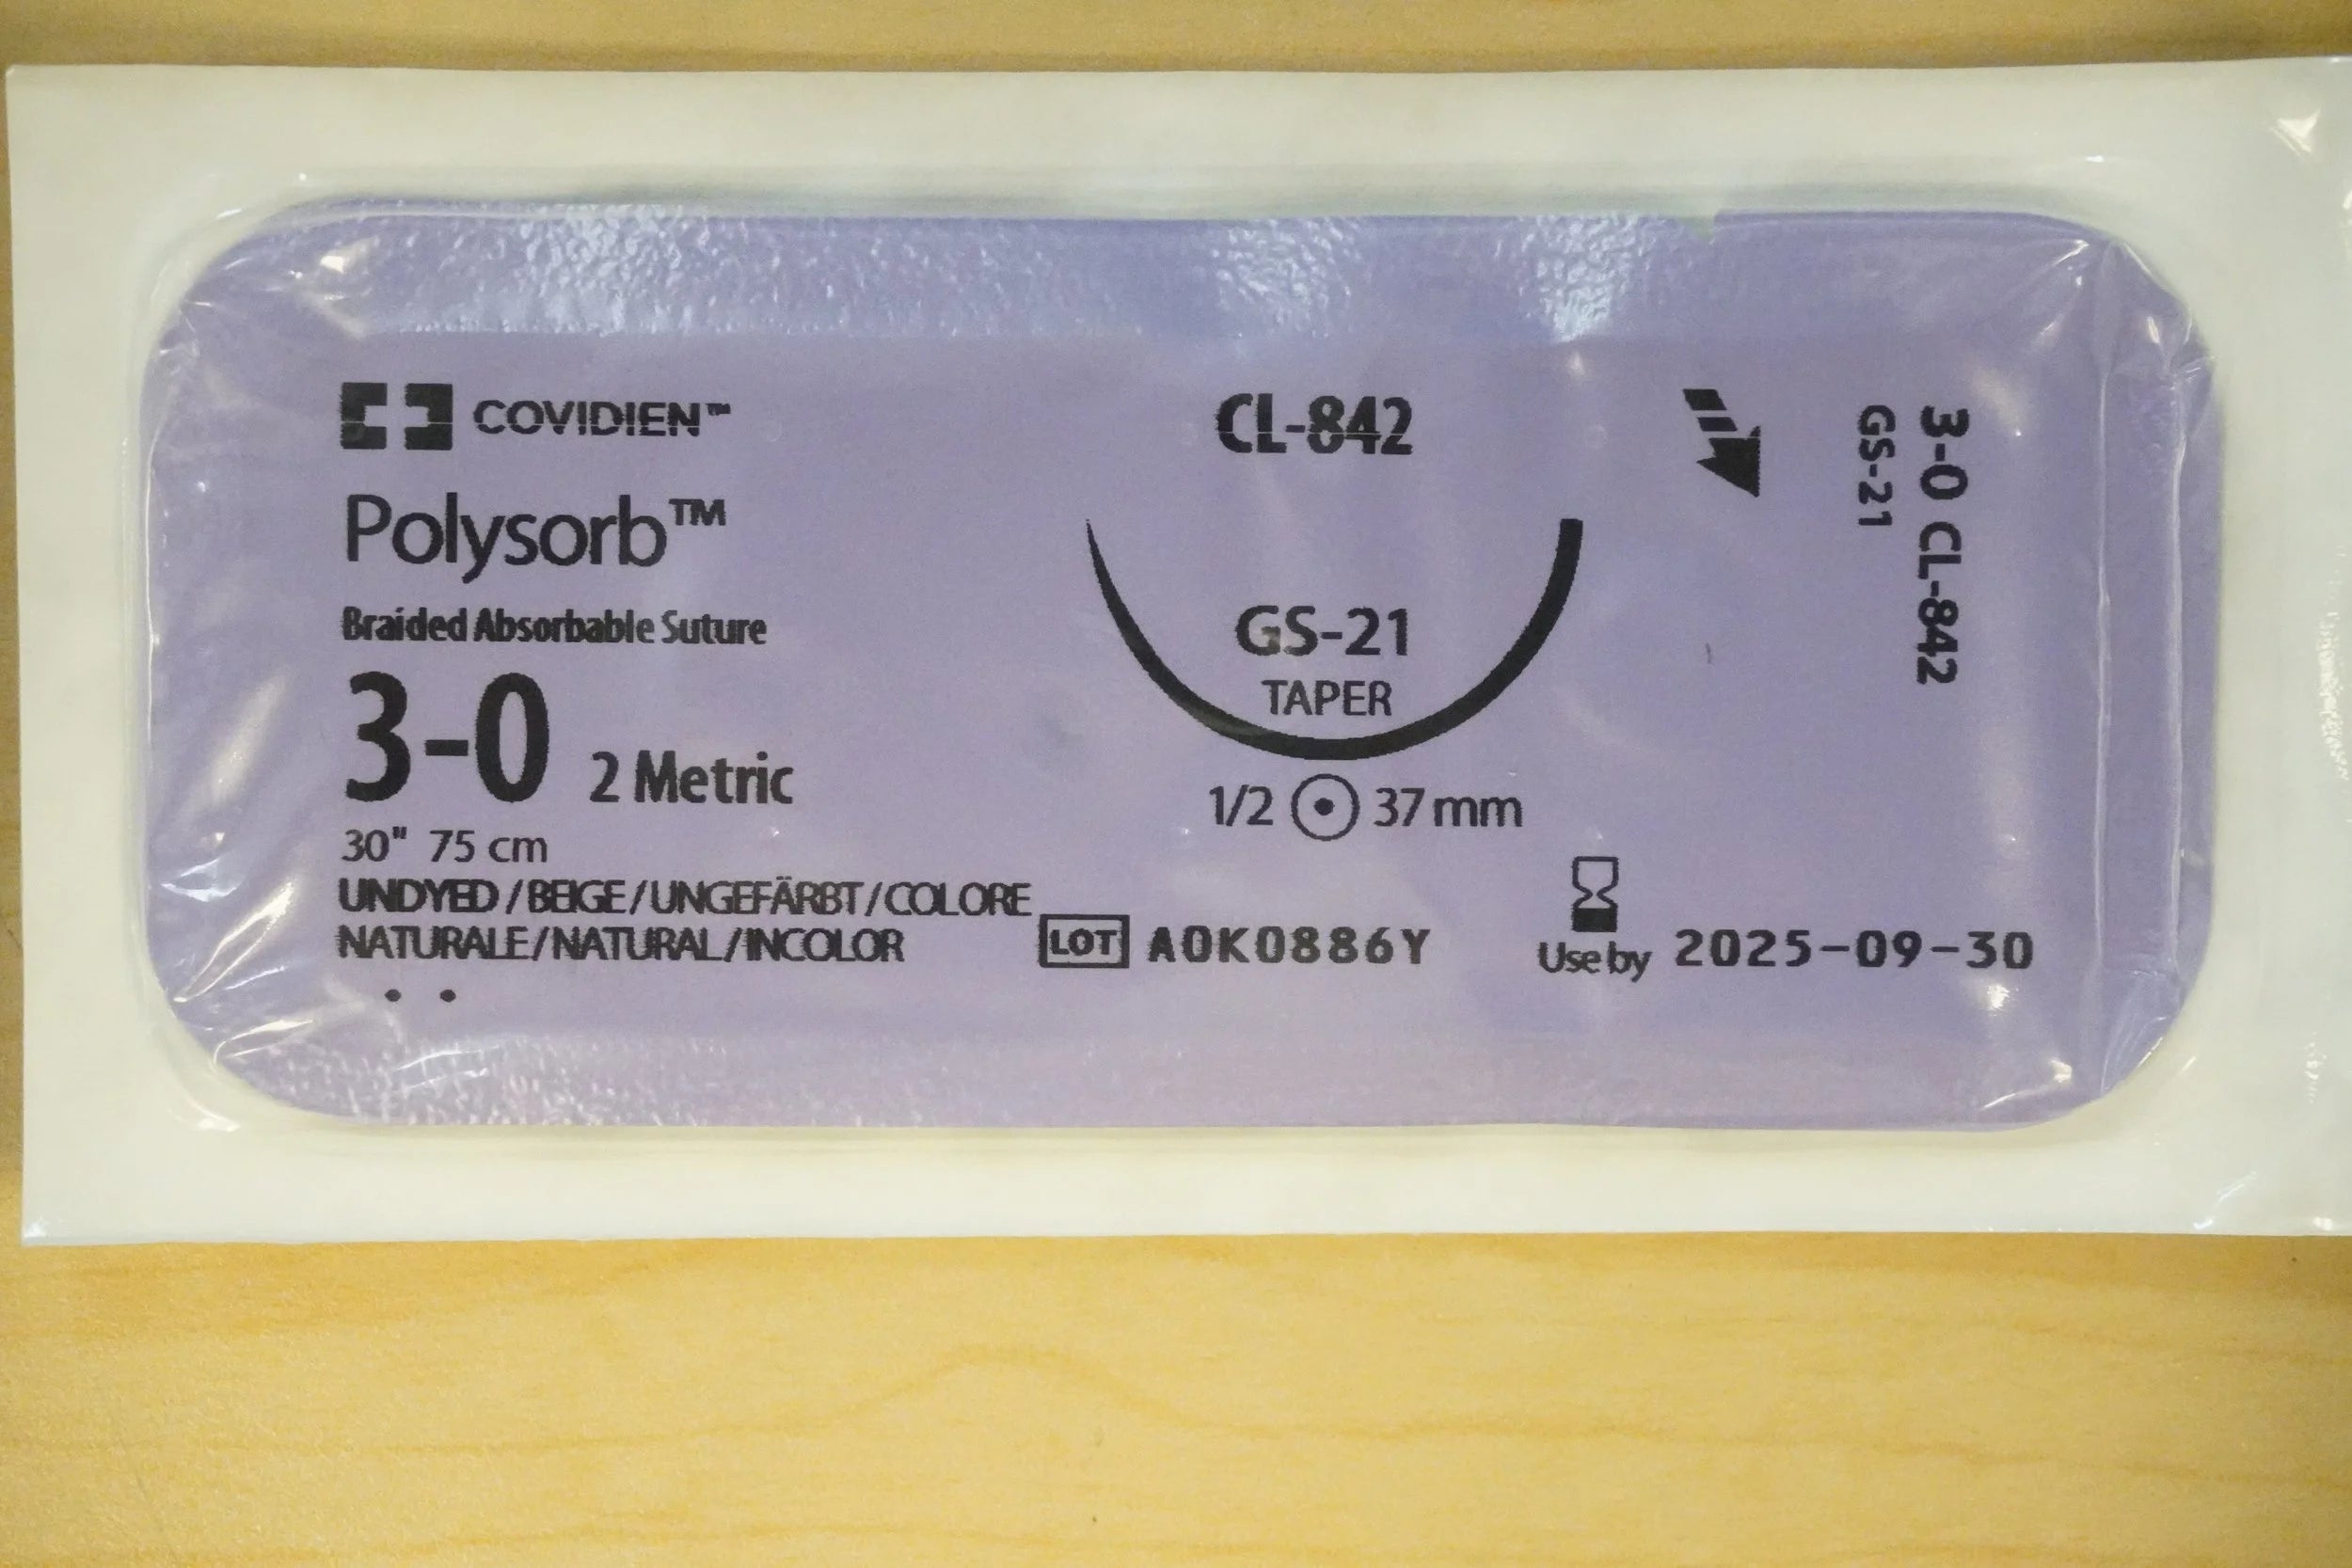 COVIDIEN™
Polysorb™
Braided Absorbable Suture
3-0 2 Metric
30" 75 cm
UNDYED / BEIGE / UNGEFÄRBT / COLORE
NATURALE / NATURAL / INCOLOR
CL-842
GS-21
TAPER
1/2 37 mm
LOT A0K0886Y
Use by 2025-09-30
3-0 CL-842
GS-21